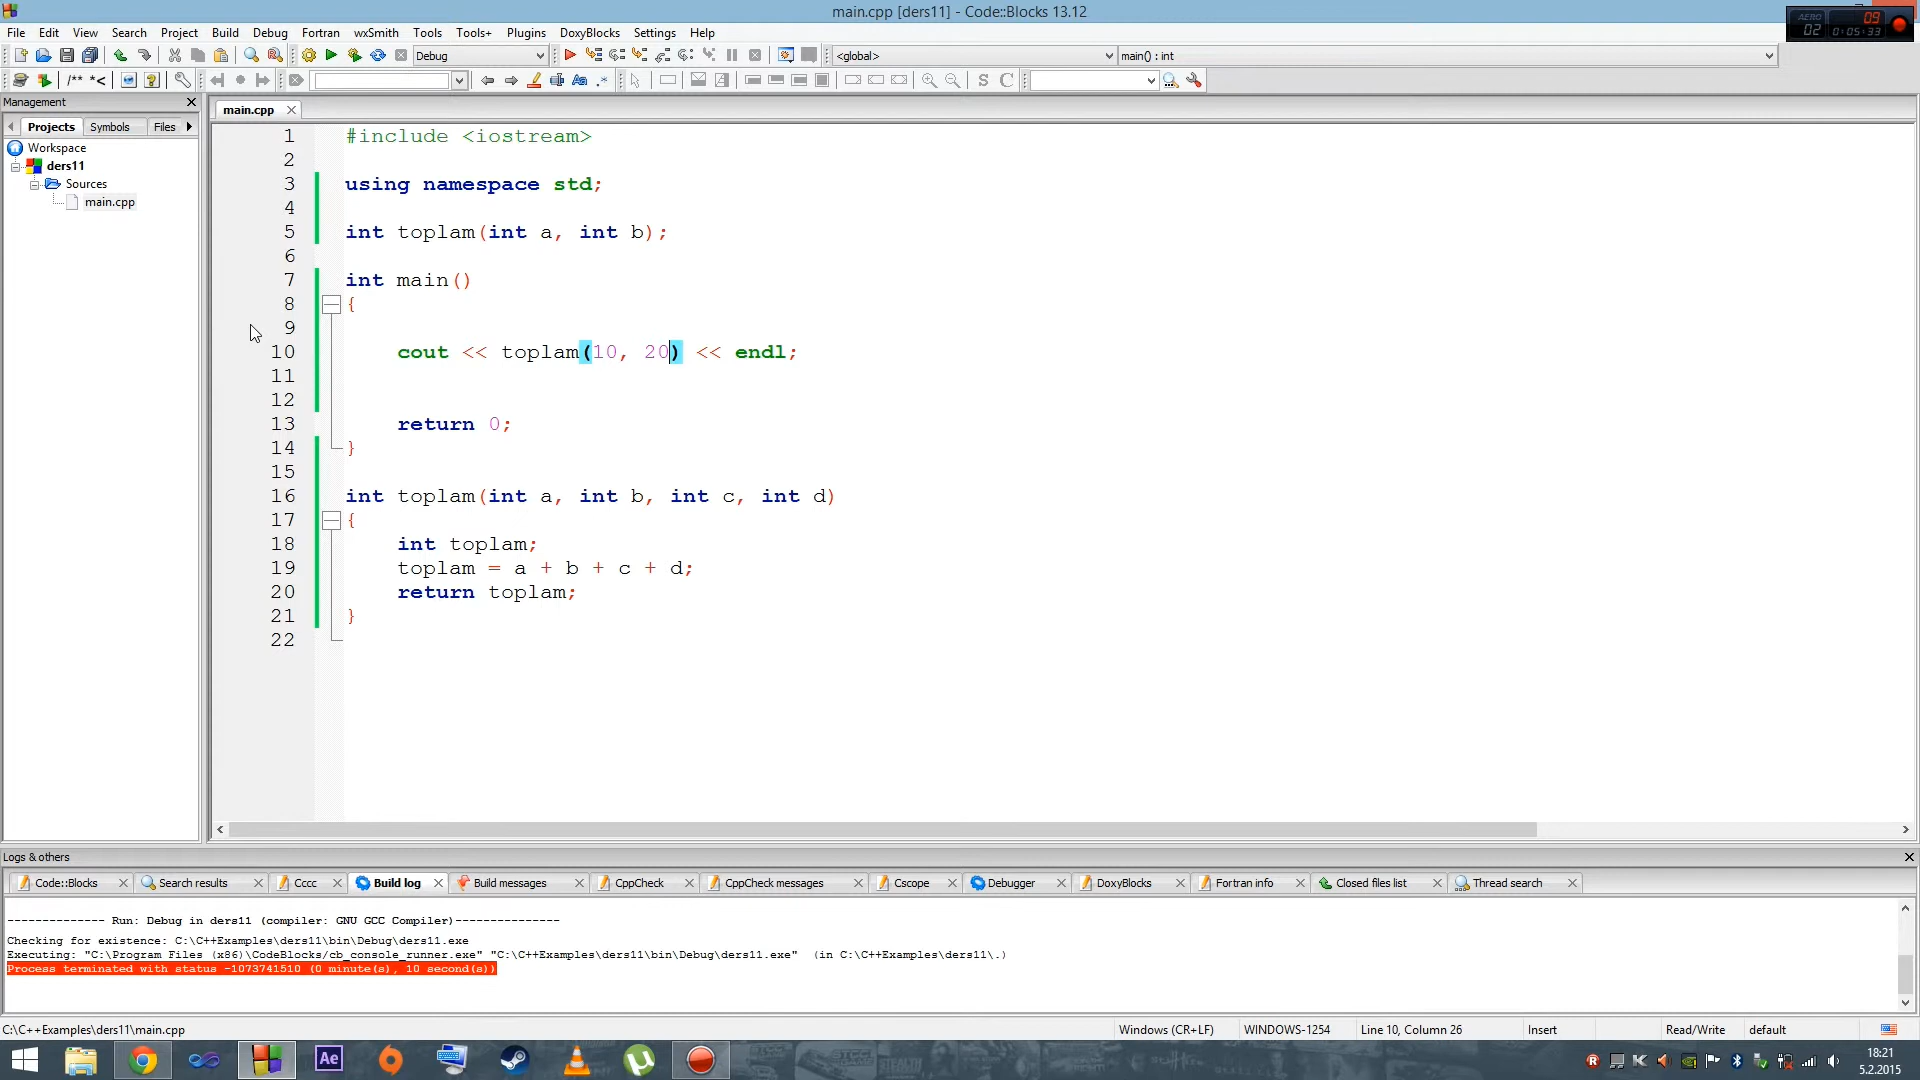 main.cpp [ders11] - Code::Blocks 13.12
AERO 09
02 0:05:33
File Edit View Search Project Build Debug Fortran wxSmith Tools Tools+ Plugins DoxyBlocks Settings Help
Debug <global> main() : int
/** *< Aa .* S C
Management
main.cpp
Projects Symbols Files
Workspace
ders11
Sources
main.cpp
1 #include <iostream>
2
3 using namespace std;
4
5 int toplam(int a, int b);
6
7 int main()
8 {
9
10 cout << toplam(10, 20) << endl;
11
12
13 return 0;
14 }
15
16 int toplam(int a, int b, int c, int d)
17 {
18 int toplam;
19 toplam = a + b + c + d;
20 return toplam;
21 }
22
Logs & others
Code::Blocks Search results Cccc Build log Build messages CppCheck CppCheck messages Cscope Debugger DoxyBlocks Fortran info Closed files list Thread search
-------------- Run: Debug in ders11 (compiler: GNU GCC Compiler)---------------
Checking for existence: C:\C++Examples\ders11\bin\Debug\ders11.exe
Executing: "C:\Program Files (x86)\CodeBlocks/cb_console_runner.exe" "C:\C++Examples\ders11\bin\Debug\ders11.exe"  (in C:\C++Examples\ders11\.)
Process terminated with status -1073741510 (0 minute(s), 10 second(s))
C:\C++Examples\ders11\main.cpp Windows (CR+LF) WINDOWS-1254 Line 10, Column 26 Insert Read/Write default
Ae
18:21
5.2.2015